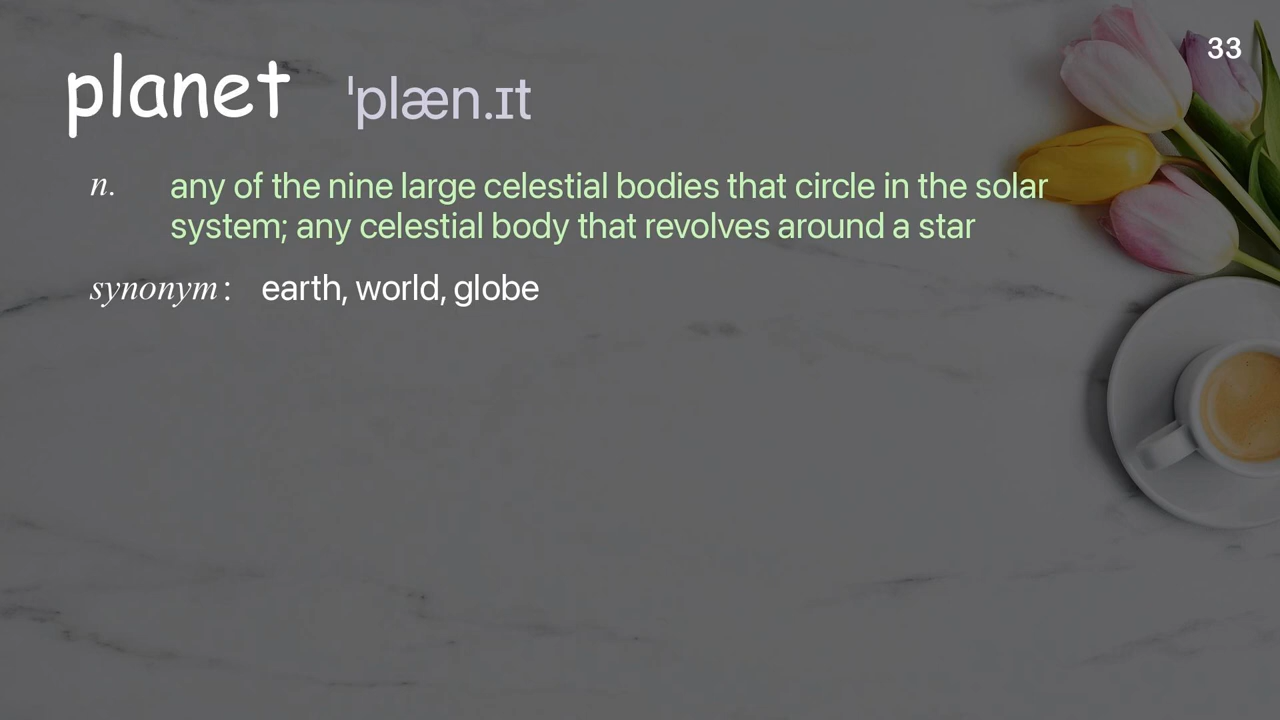 33
planet ˈplæn.ɪt
n. any of the nine large celestial bodies that circle in the solar
system; any celestial body that revolves around a star
synonym: earth, world, globe